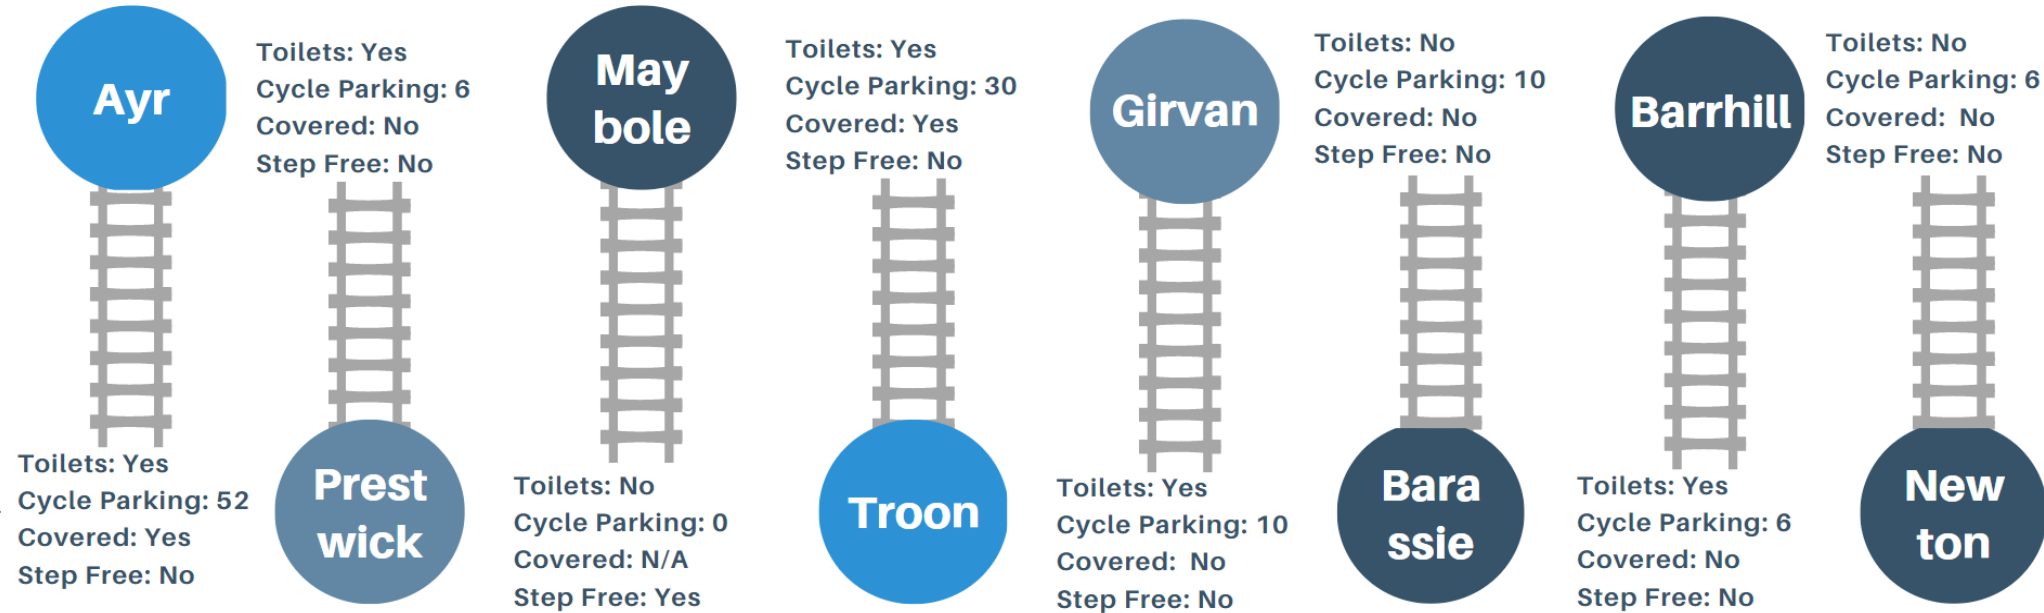 Ayr
Toilets: Yes
Cycle Parking: 52
Covered: Yes
Step Free: No
Toilets: Yes
Cycle Parking: 6
Covered: No
Step Free: No
Prest
wick
May
bole
Toilets: No
Cycle Parking: 0
Covered: N/A
Step Free: Yes
Toilets: Yes
Cycle Parking: 30
Covered: Yes
Step Free: No
Troon
Girvan
Toilets: Yes
Cycle Parking: 10
Covered: No
Step Free: No
Toilets: No
Cycle Parking: 10
Covered: No
Step Free: No
Bara
ssie
Barrhill
Toilets: Yes
Cycle Parking: 6
Covered: No
Step Free: No
Toilets: No
Cycle Parking: 6
Covered: No
Step Free: No
New
ton